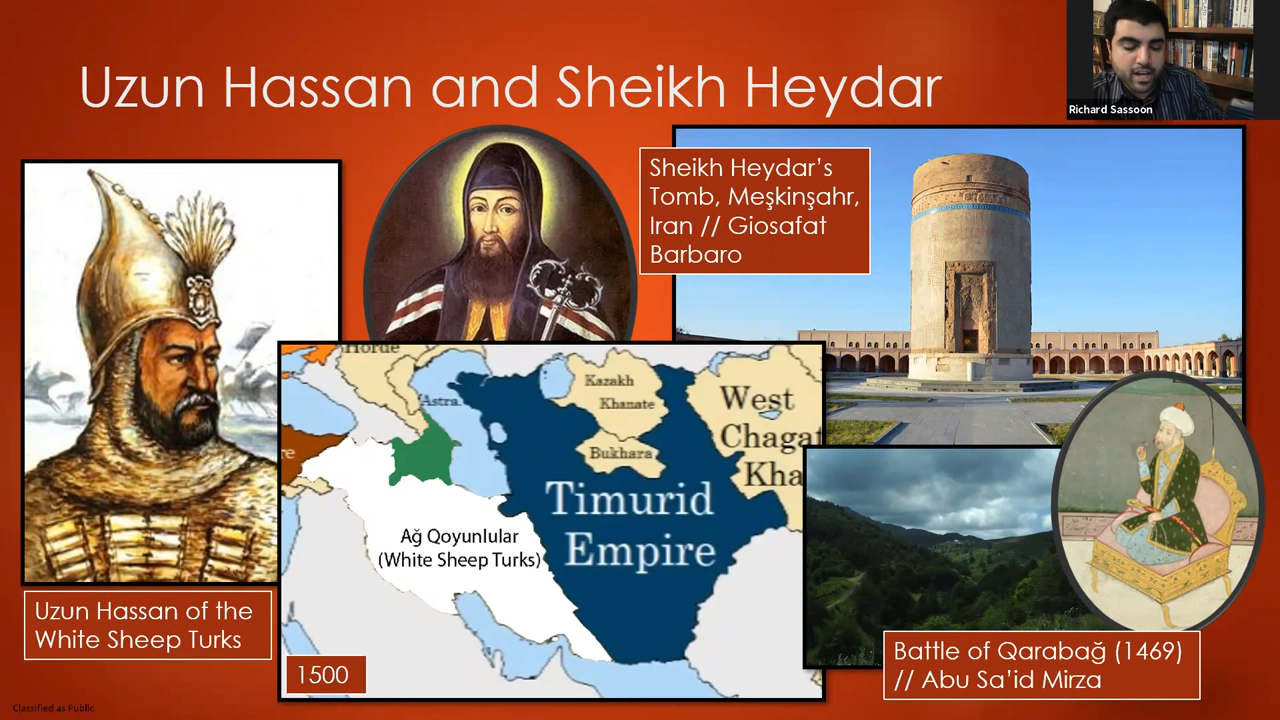 Uzun Hassan and Sheikh Heydar
Richard Sassoon
Sheikh Heydar's
Tomb, Meşkinşahr,
Iran // Giosafat
Barbaro
Horde
Astra.
Kazakh
Khanate
Bukhara
West
Chagat
Kha
re
Timurid
Empire
Ağ Qoyunlular
(White Sheep Turks)
1500
Uzun Hassan of the
White Sheep Turks
Battle of Qarabağ (1469)
// Abu Sa'id Mirza
Classified as Public